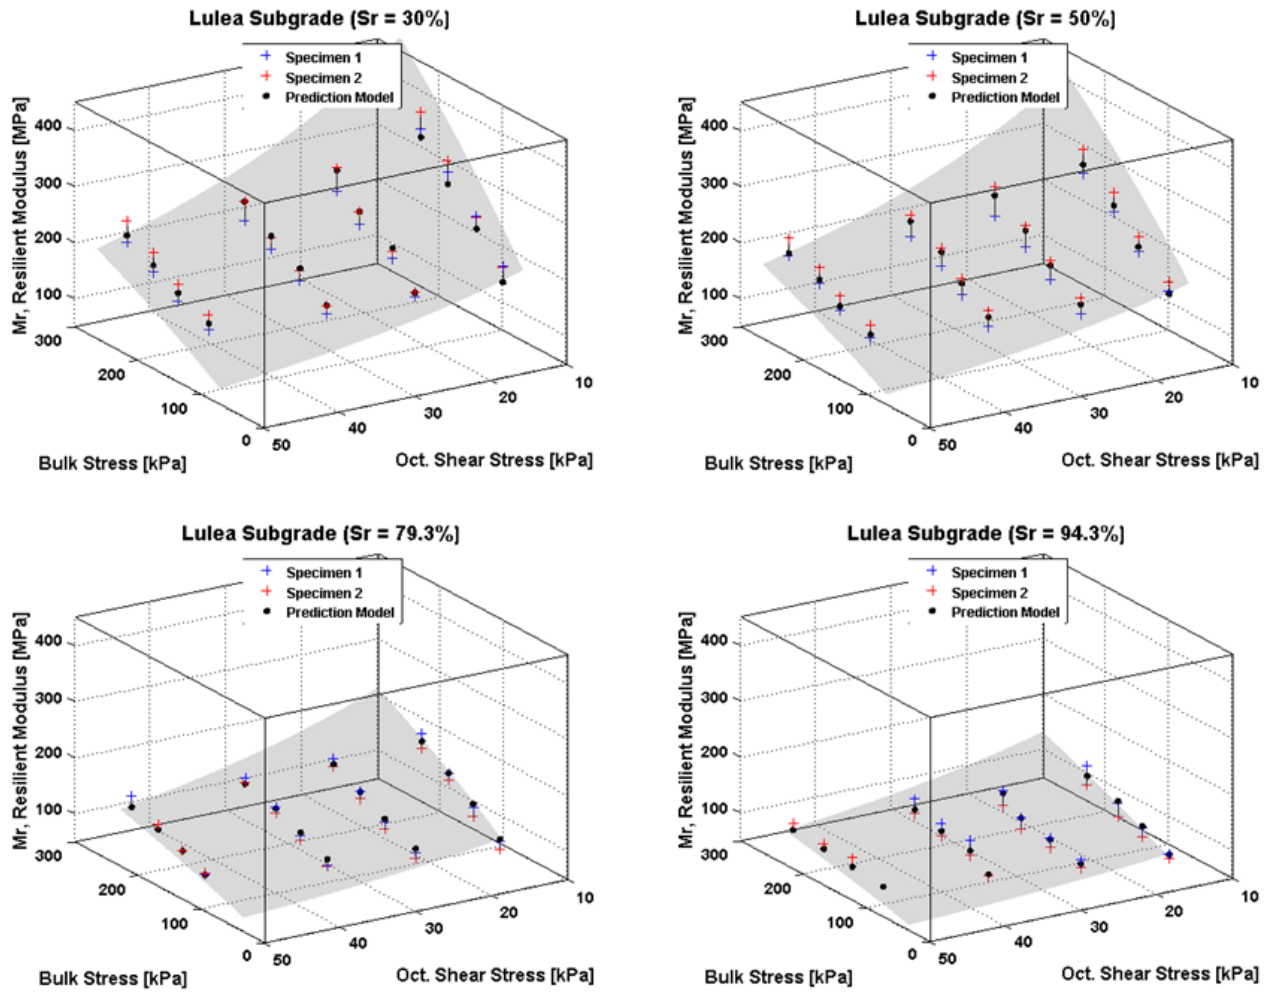 Lulea Subgrade (Sr = 30%)
Specimen 1
Specimen 2
Prediction Model
Mr, Resilient Modulus [MPa]
400
300
200
100
300
200
100
0
50
40
30
20
10
Bulk Stress [kPa]
Oct. Shear Stress [kPa]
Lulea Subgrade (Sr = 50%)
Specimen 1
Specimen 2
Prediction Model
Mr, Resilient Modulus [MPa]
400
300
200
100
300
200
100
0
50
40
30
20
10
Bulk Stress [kPa]
Oct. Shear Stress [kPa]
Lulea Subgrade (Sr = 79.3%)
Specimen 1
Specimen 2
Prediction Model
Mr, Resilient Modulus [MPa]
400
300
200
100
300
200
100
0
50
40
30
20
10
Bulk Stress [kPa]
Oct. Shear Stress [kPa]
Lulea Subgrade (Sr = 94.3%)
Specimen 1
Specimen 2
Prediction Model
Mr, Resilient Modulus [MPa]
400
300
200
100
300
200
100
0
50
40
30
20
10
Bulk Stress [kPa]
Oct. Shear Stress [kPa]